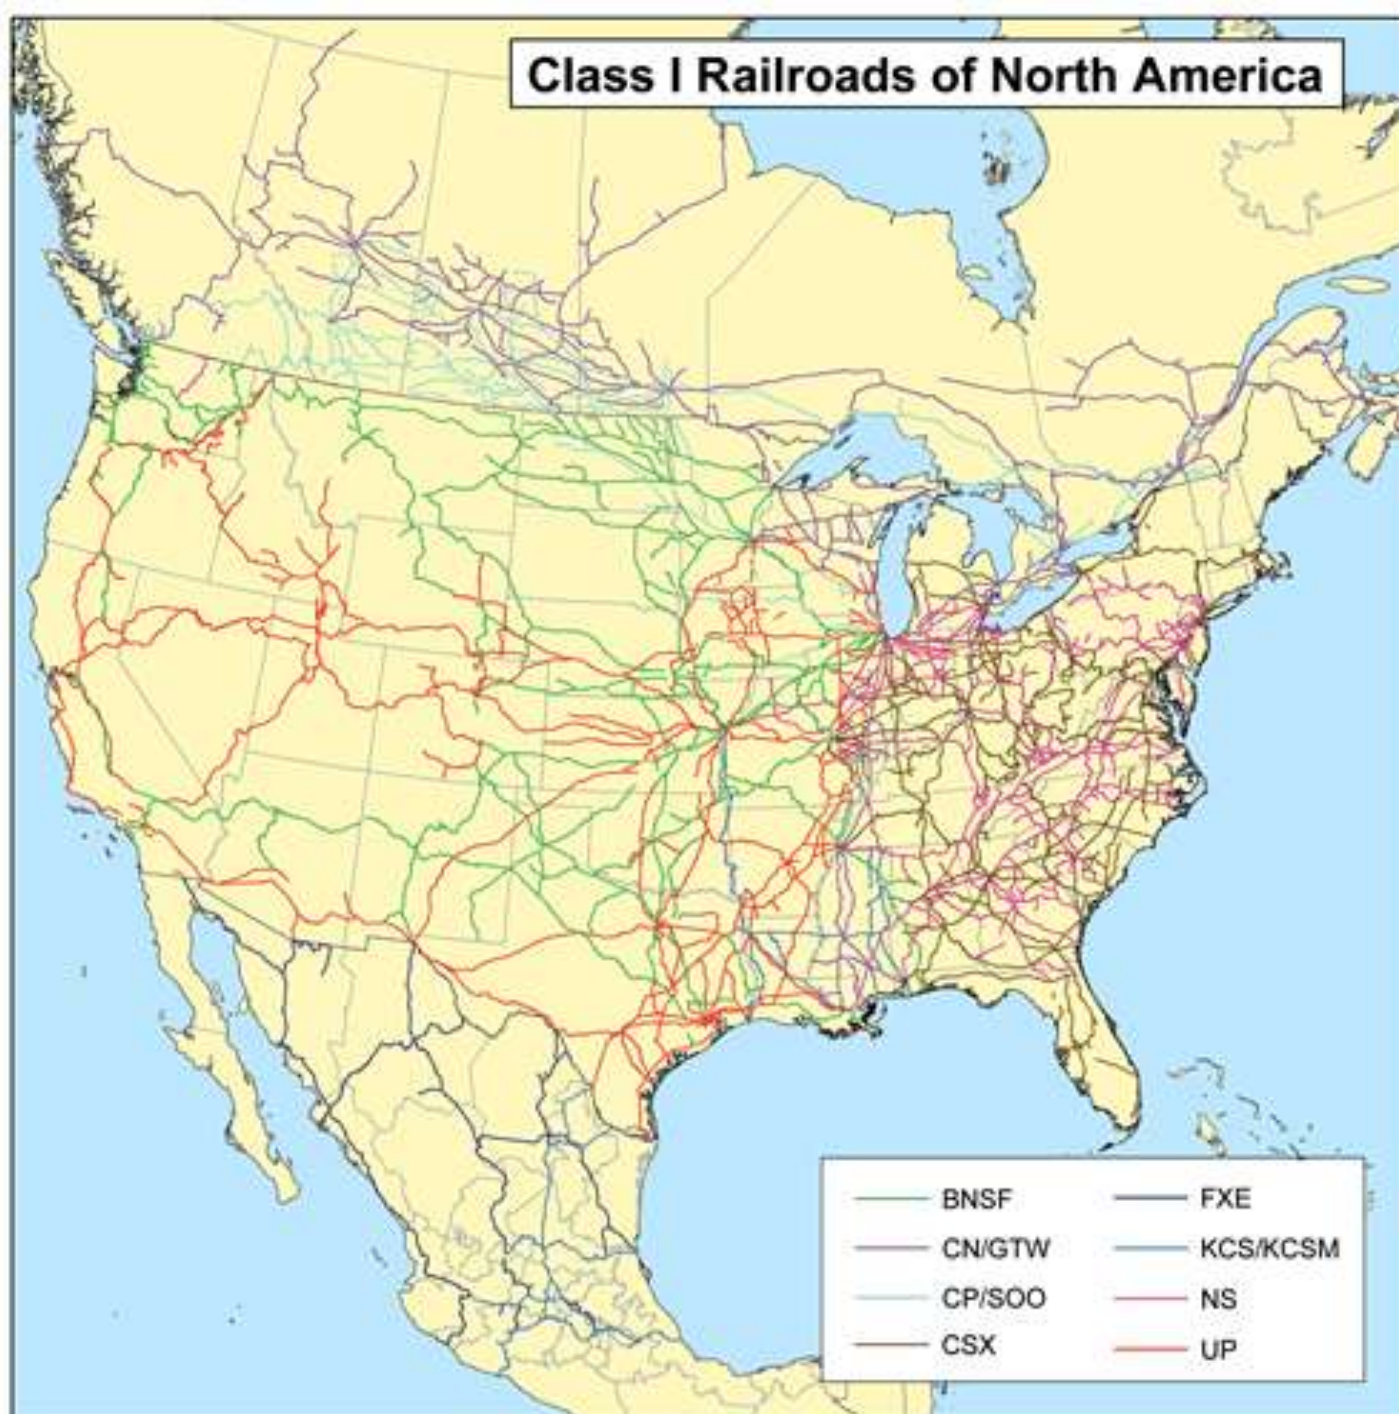 Class I Railroads of North America
BNSF
CN/GTW
CP/SOO
CSX
FXE
KCS/KCSM
NS
UP